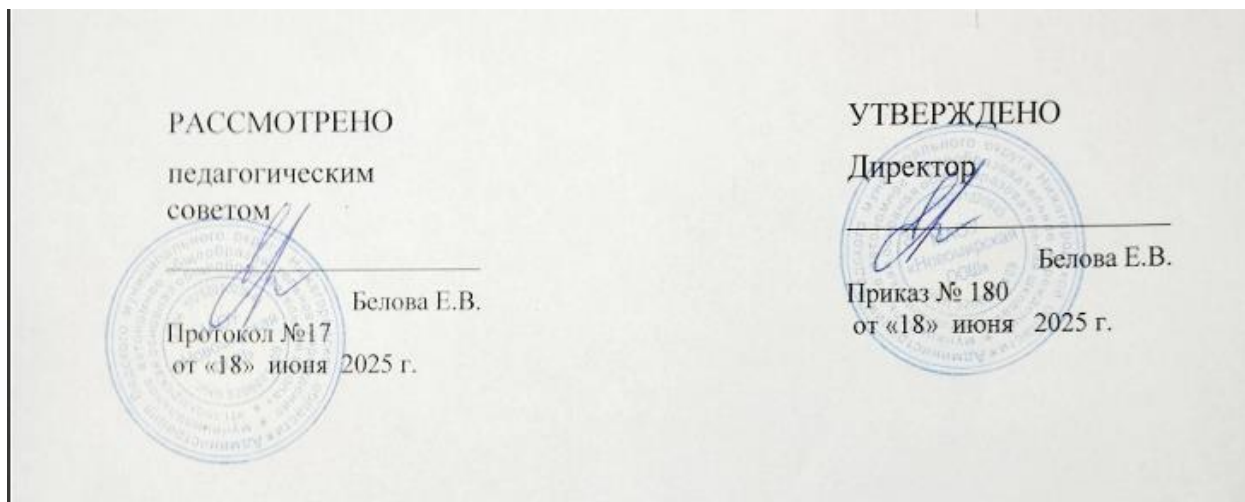 РАССМОТРЕНО
педагогическим
советом
Белова Е.В.
Протокол №17
от «18» июня 2025 г.
УТВЕРЖДЕНО
Директор
Белова Е.В.
Приказ № 180
от «18» июня 2025 г.